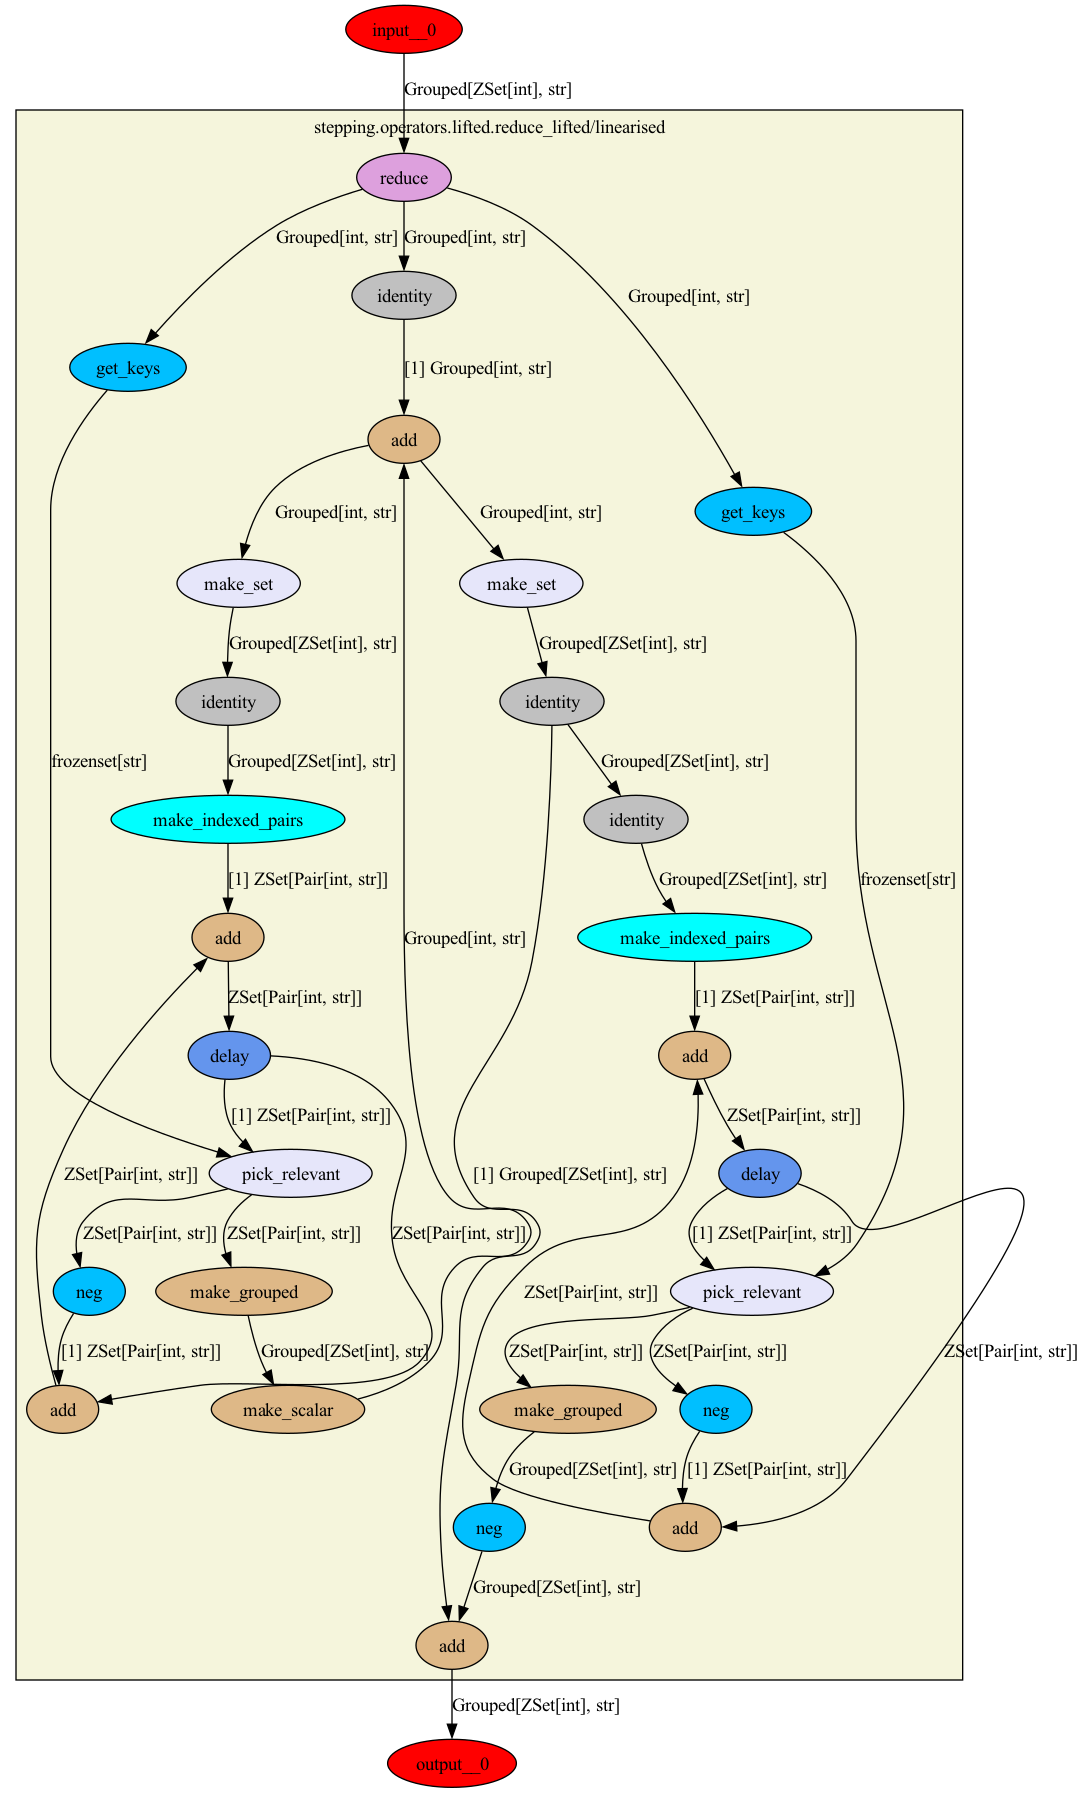 input__0
Grouped[ZSet[int], str]
stepping.operators.lifted.reduce_lifted/linearised
reduce
Grouped[int, str]
Grouped[int, str]
Grouped[int, str]
identity
get_keys
[1] Grouped[int, str]
add
get_keys
Grouped[int, str]
Grouped[int, str]
make_set
make_set
Grouped[ZSet[int], str]
Grouped[ZSet[int], str]
identity
identity
frozenset[str]
Grouped[ZSet[int], str]
Grouped[ZSet[int], str]
make_indexed_pairs
identity
[1] ZSet[Pair[int, str]]
Grouped[ZSet[int], str]
frozenset[str]
add
Grouped[int, str]
make_indexed_pairs
ZSet[Pair[int, str]]
[1] ZSet[Pair[int, str]]
delay
add
[1] ZSet[Pair[int, str]]
ZSet[Pair[int, str]]
ZSet[Pair[int, str]]
pick_relevant
[1] Grouped[ZSet[int], str]
delay
ZSet[Pair[int, str]]
ZSet[Pair[int, str]]
ZSet[Pair[int, str]]
[1] ZSet[Pair[int, str]]
neg
make_grouped
ZSet[Pair[int, str]]
pick_relevant
[1] ZSet[Pair[int, str]]
Grouped[ZSet[int], str]
ZSet[Pair[int, str]]
ZSet[Pair[int, str]]
ZSet[Pair[int, str]]
add
make_scalar
make_grouped
neg
Grouped[ZSet[int], str]
[1] ZSet[Pair[int, str]]
neg
add
Grouped[ZSet[int], str]
add
Grouped[ZSet[int], str]
output__0